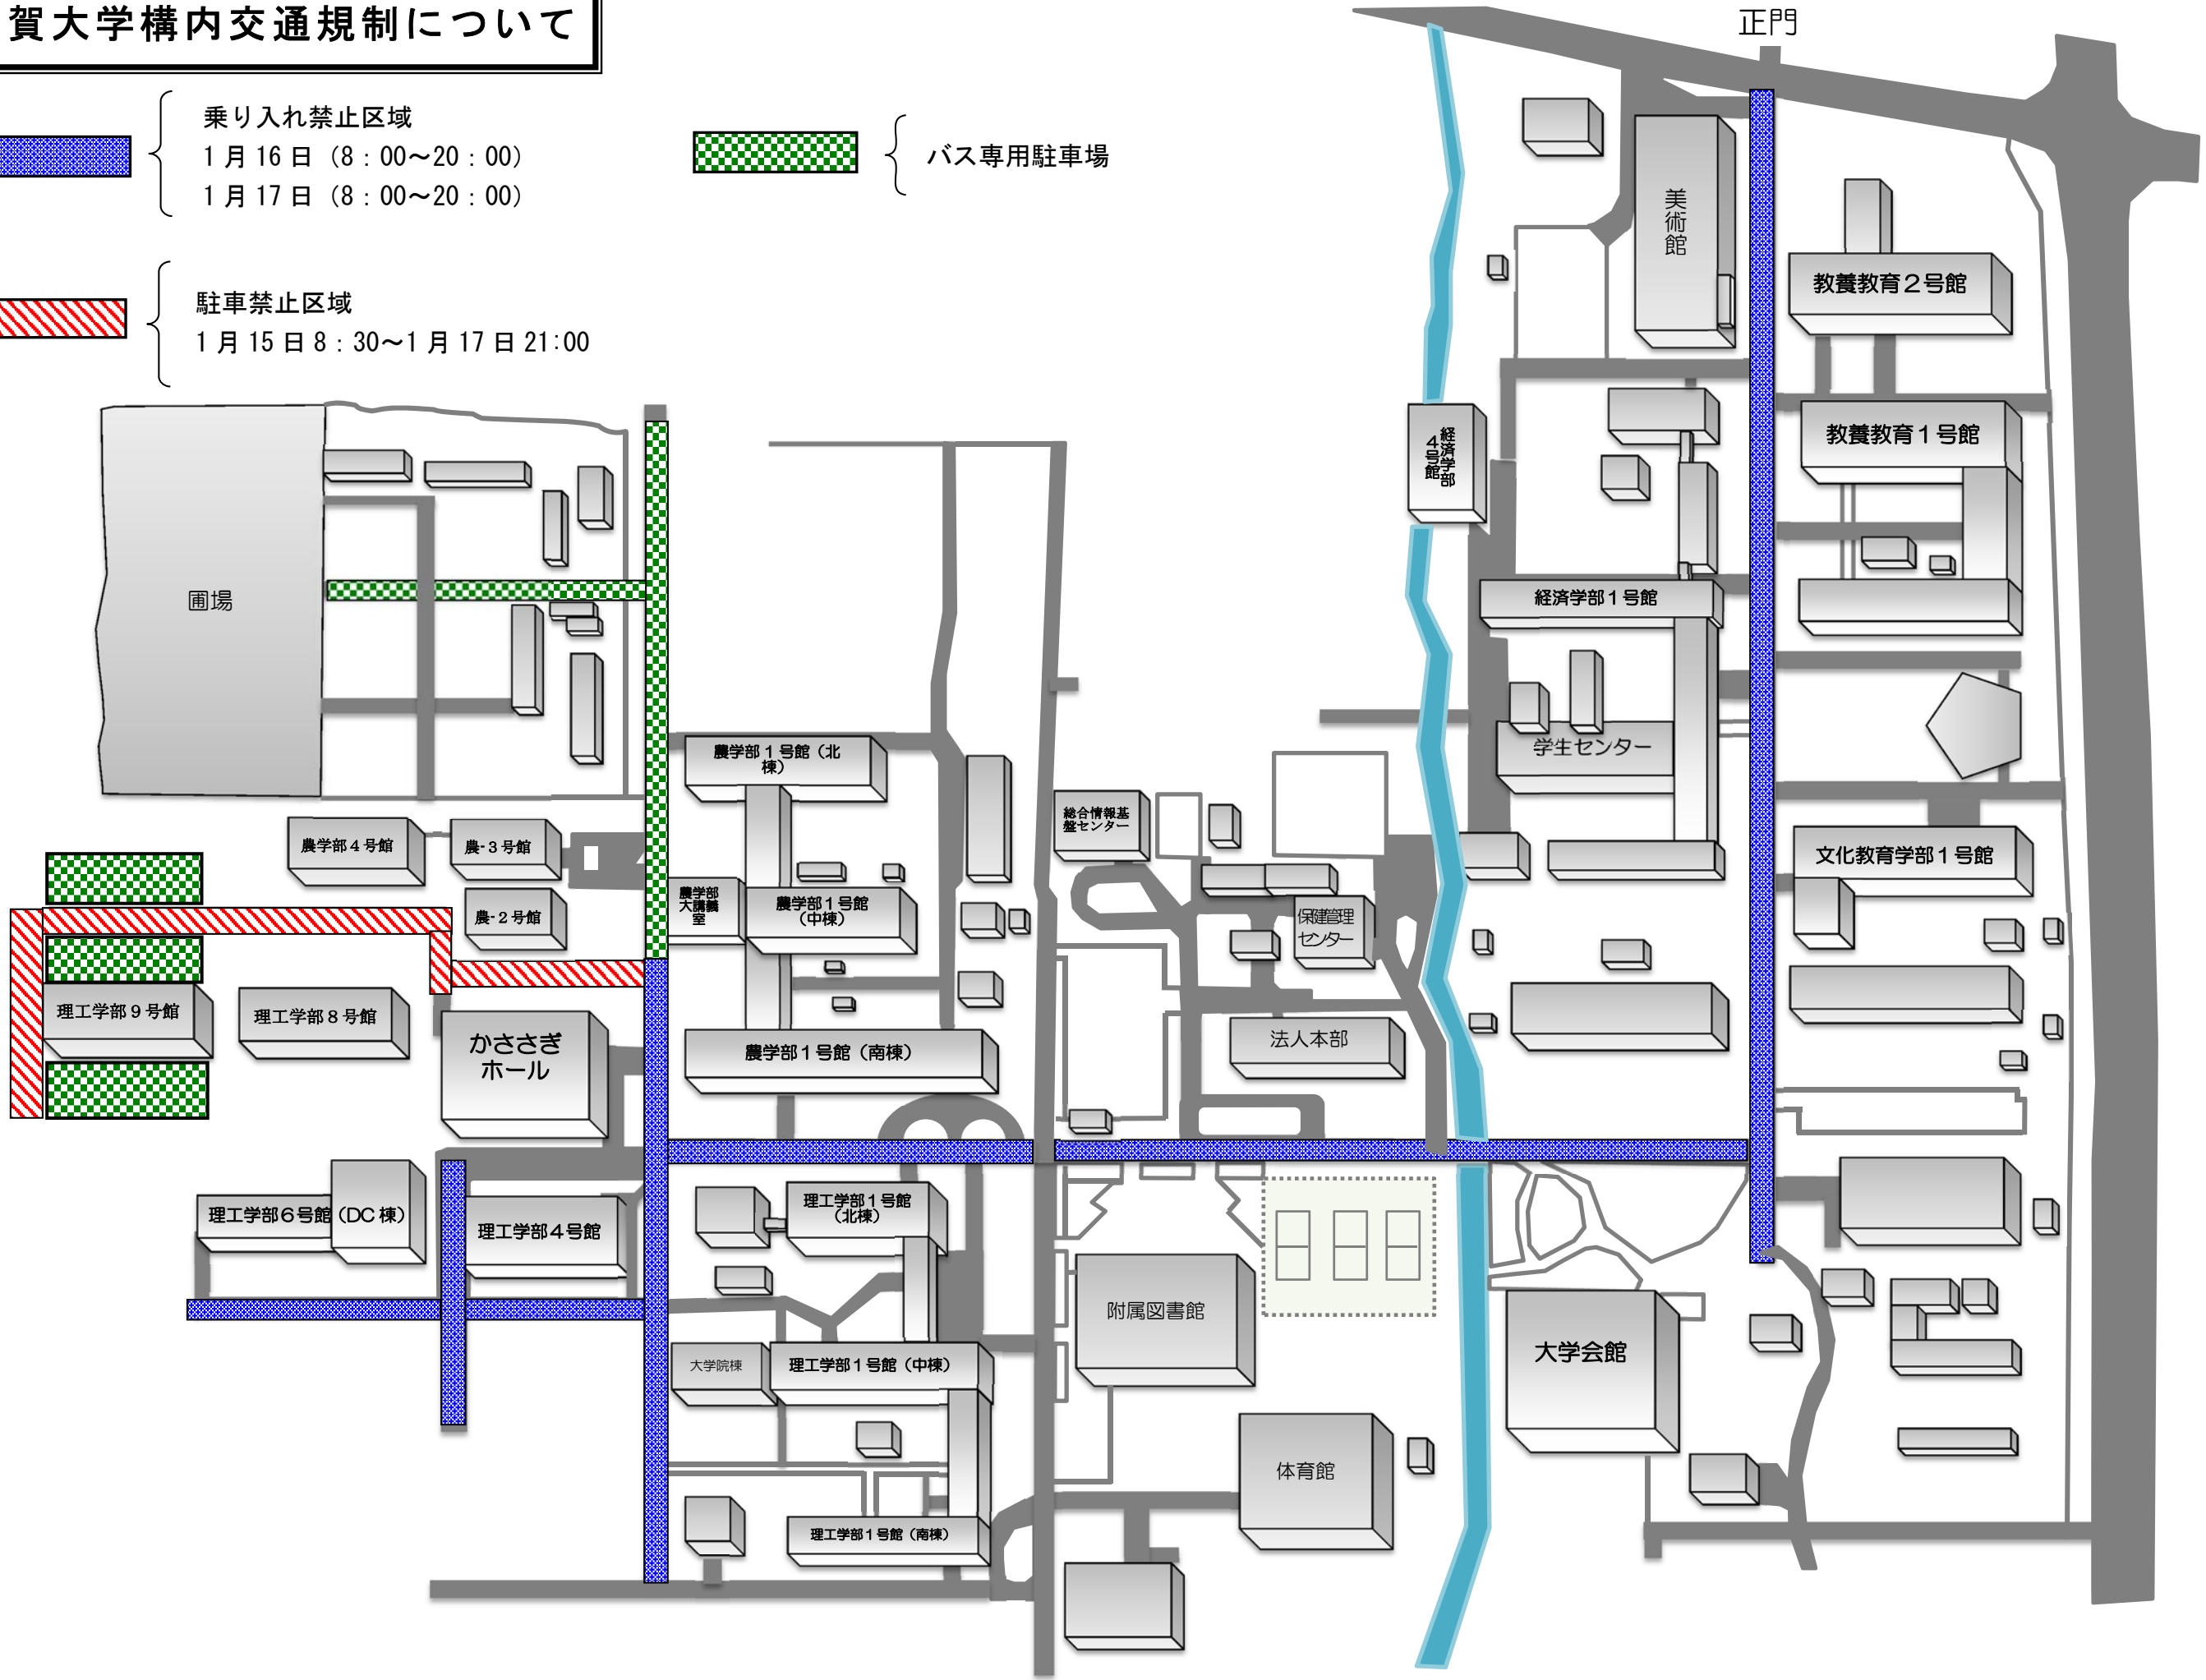 賀大学構内交通規制について
正門
乗り入れ禁止区域
1月16日（8：00～20：00）
1月17日（8：00～20：00）
バス専用駐車場
駐車禁止区域
1月15日8：30～1月17日21:00
美術館
教養教育２号館
教養教育１号館
経済学部
４号館
圃場
経済学部１号館
学生センター
農学部１号館（北
棟）
総合情報基
盤センター
農学部４号館
農-３号館
文化教育学部１号館
農学部
大講義
室
農学部１号館
（中棟）
農-２号館
保健管理
センター
理工学部９号館
理工学部８号館
かささぎ
ホール
農学部１号館（南棟）
法人本部
理工学部６号館（DC棟）
理工学部４号館
理工学部１号館
（北棟）
附属図書館
大学会館
大学院棟
理工学部１号館（中棟）
体育館
理工学部１号館（南棟）